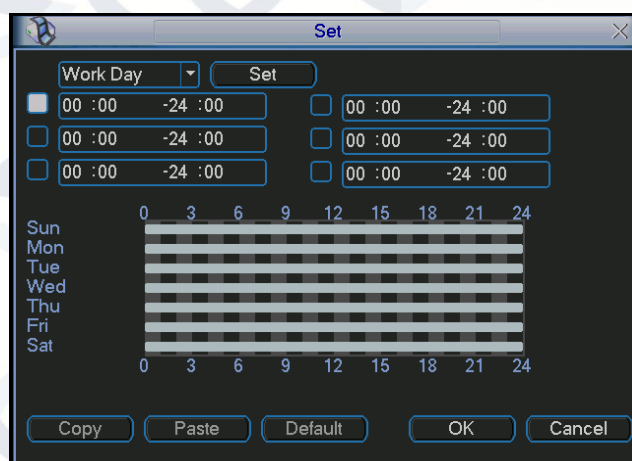 Set
Work Day Set
00 :00 -24 :00 00 :00 -24 :00
00 :00 -24 :00 00 :00 -24 :00
00 :00 -24 :00 00 :00 -24 :00
0 3 6 9 12 15 18 21 24
Sun
Mon
Tue
Wed
Thu
Fri
Sat
0 3 6 9 12 15 18 21 24
Copy Paste Default OK Cancel